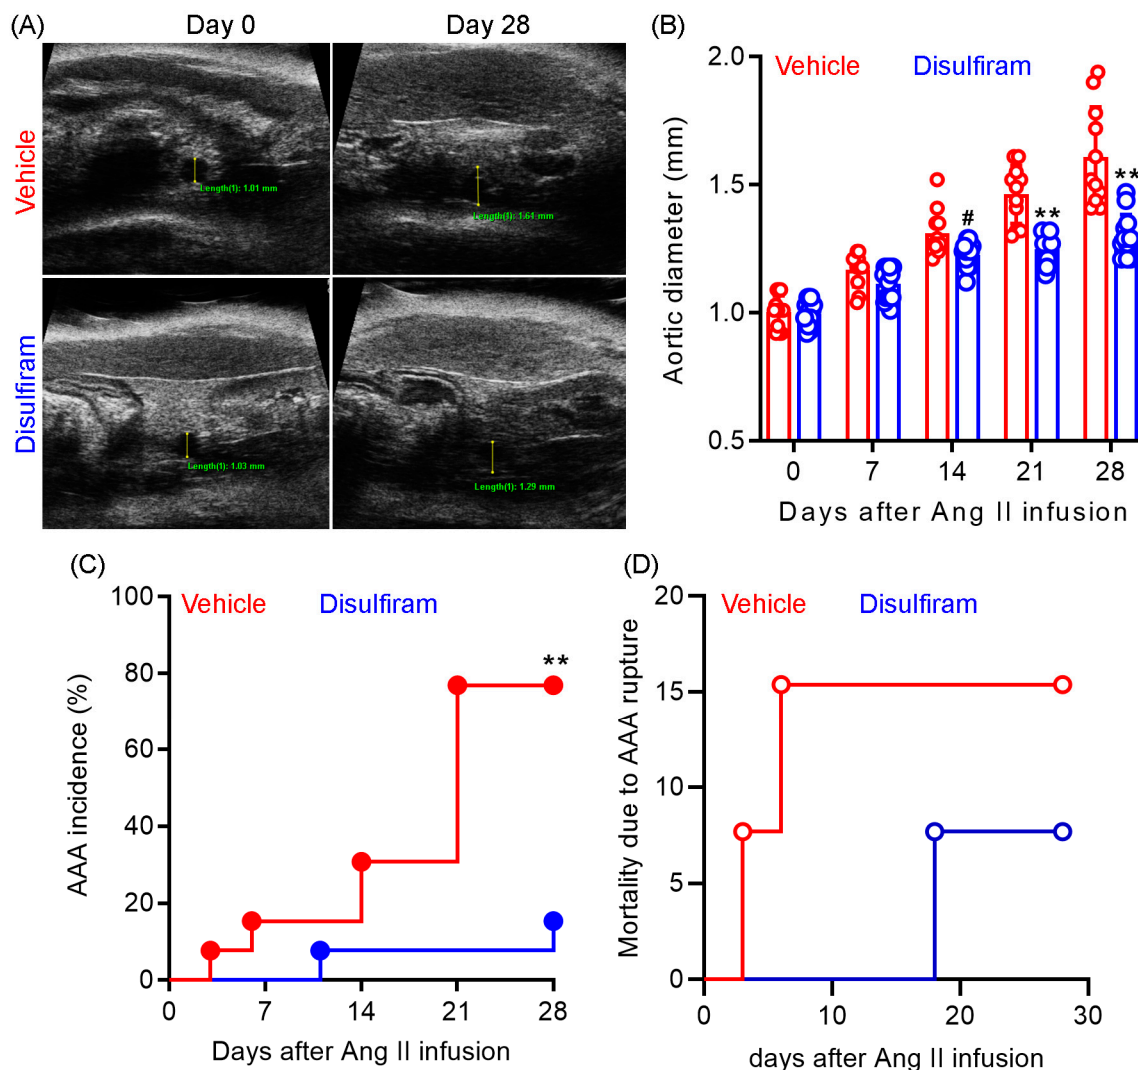 (A)
Day 0
Day 28
Vehicle
Length(1): 1.01 mm
Length(1): 1.61 mm
Disulfiram
Length(1): 1.03 mm
Length(1): 1.29 mm
(B)
Vehicle
Disulfiram
Aortic diameter (mm)
2.0
1.5
1.0
0.5
#
**
**
0 7 14 21 28
Days after Ang II infusion
(C)
Vehicle
Disulfiram
AAA incidence (%)
100
80
60
40
20
0
**
0 7 14 21 28
Days after Ang II infusion
(D)
Vehicle
Disulfiram
Mortality due to AAA rupture
20
15
10
5
0
0 10 20 30
days after Ang II infusion